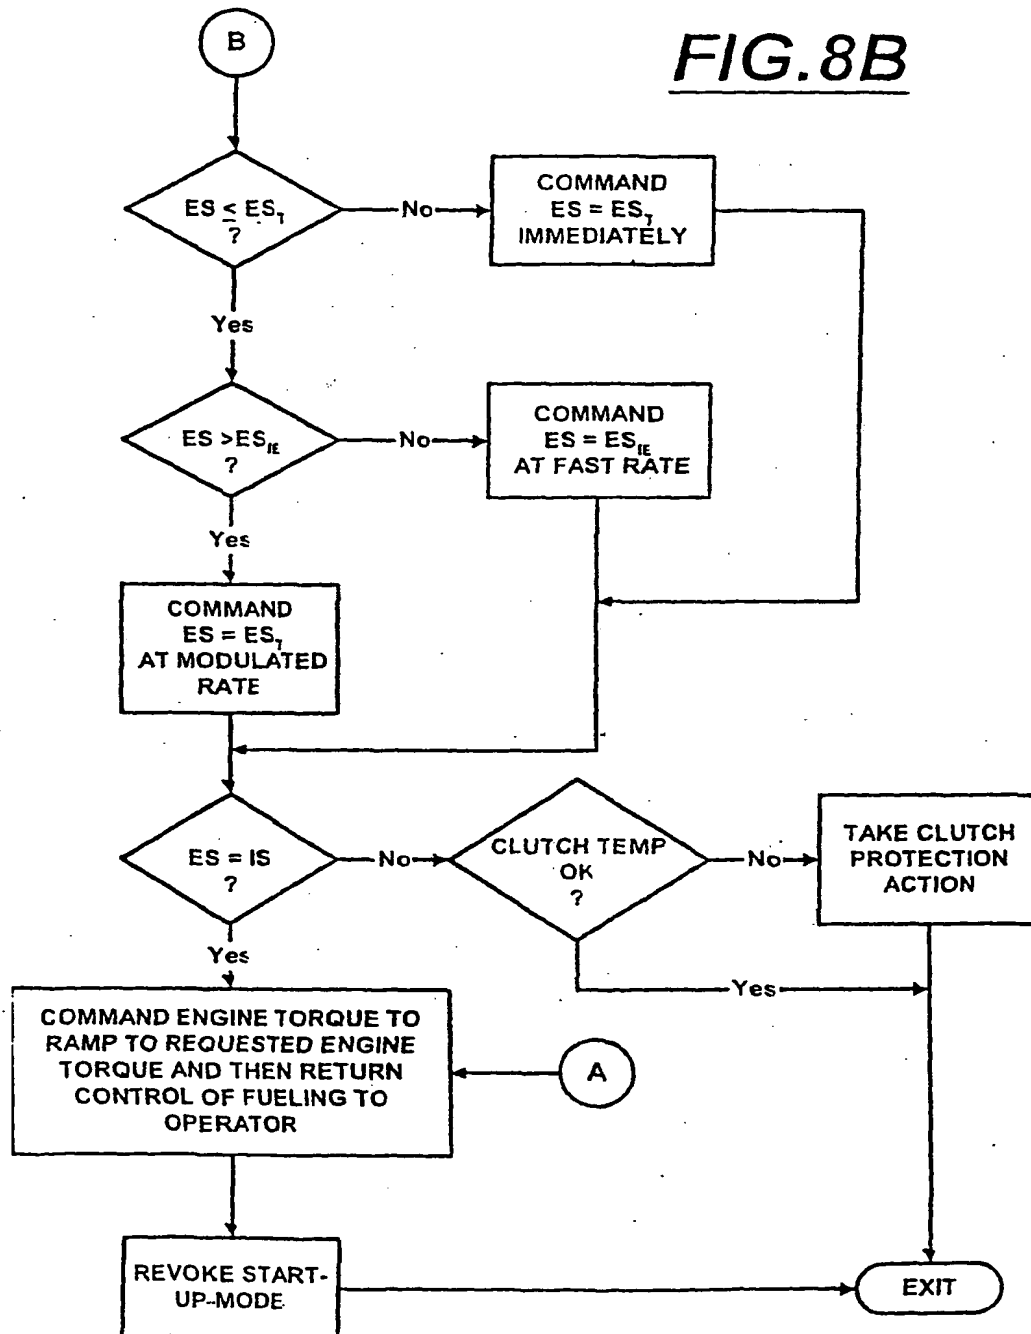 FIG.8B
B
ES ≤ ES₇
?
No
COMMAND
ES = ES₇
IMMEDIATELY
Yes
ES >ES_IE
?
No
COMMAND
ES = ES_IE
AT FAST RATE
Yes
COMMAND
ES = ES₇
AT MODULATED
RATE
ES = IS
?
No
CLUTCH TEMP
OK
?
No
TAKE CLUTCH
PROTECTION
ACTION
Yes
Yes
COMMAND ENGINE TORQUE TO
RAMP TO REQUESTED ENGINE
TORQUE AND THEN RETURN
CONTROL OF FUELING TO
OPERATOR
A
REVOKE START-
UP-MODE
EXIT